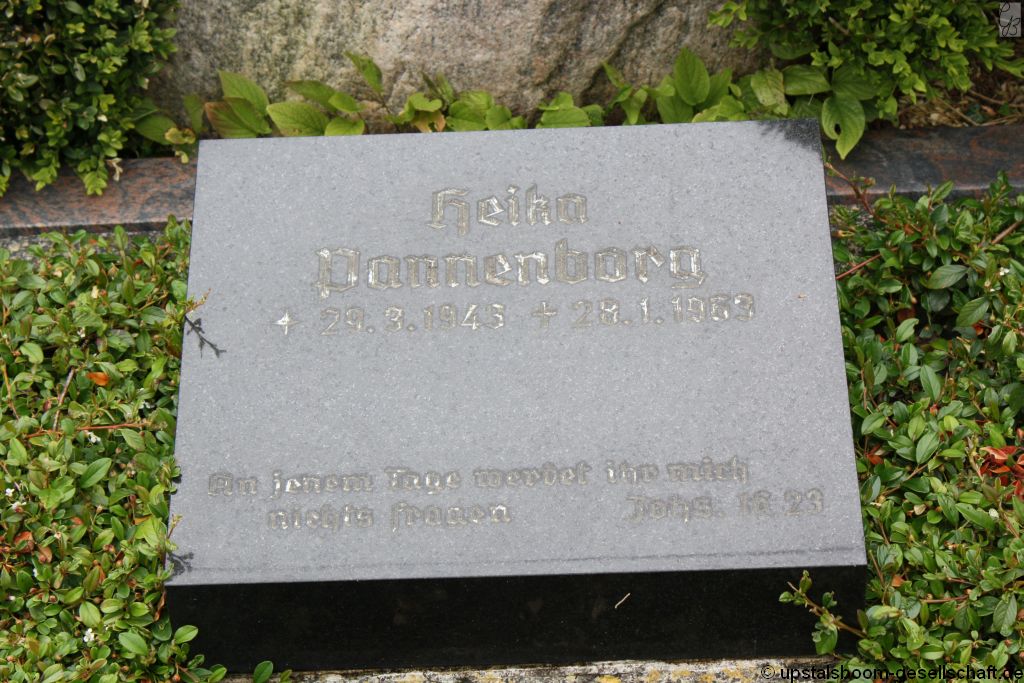 Heika
Pannenborg
29.3.1943 ✝ 28.1.1963
An jenem Tage werdet ihr mich
nichts fragen Johs. 16 23
© upstalsboom-gesellschaft.de